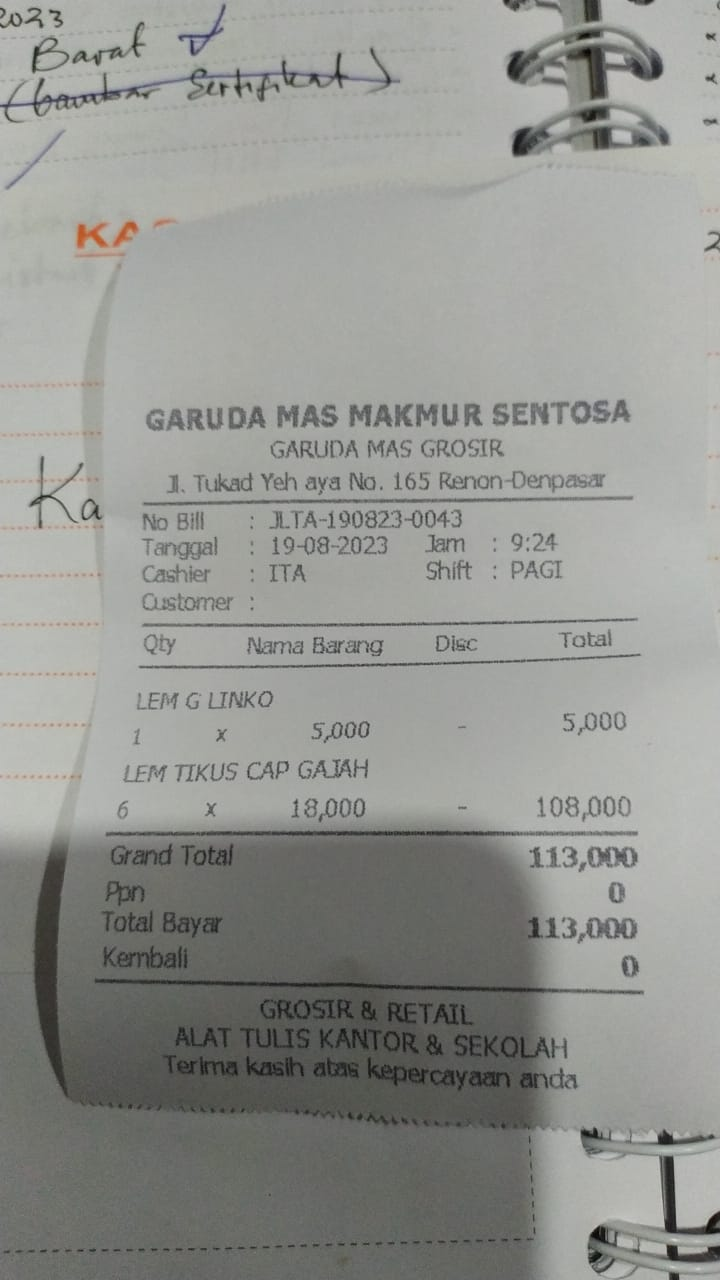 2023
Barat
(Gambar Sertifikat)
KA
Ka
GARUDA MAS MAKMUR SENTOSA
GARUDA MAS GROSIR
Jl. Tukad Yeh aya No. 165 Renon-Denpasar
No Bill : JLTA-190823-0043
Tanggal : 19-08-2023 Jam : 9:24
Cashier : ITA Shift : PAGI
Customer :
Qty Nama Barang Disc Total
LEM G LINKO
1 x 5,000 - 5,000
LEM TIKUS CAP GAJAH
6 x 18,000 - 108,000
Grand Total 113,000
Ppn 0
Total Bayar 113,000
Kembali 0
GROSIR & RETAIL
ALAT TULIS KANTOR & SEKOLAH
Terima kasih atas kepercayaan anda